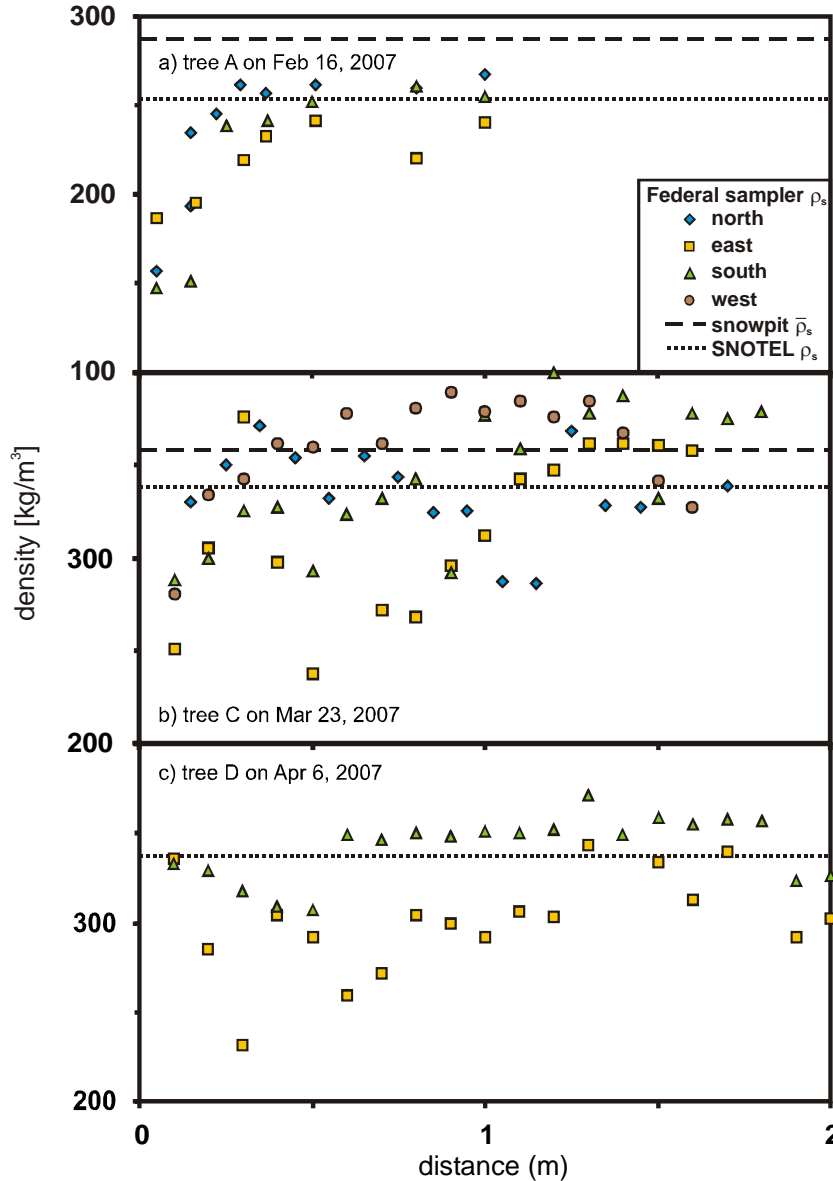 300
a) tree A on Feb 16, 2007
Federal sampler ρs
north
east
south
west
snowpit ρ̄s
SNOTEL ρs
200
100
density [kg/m³]
300
b) tree C on Mar 23, 2007
200
c) tree D on Apr 6, 2007
300
200
0
1
2
distance (m)